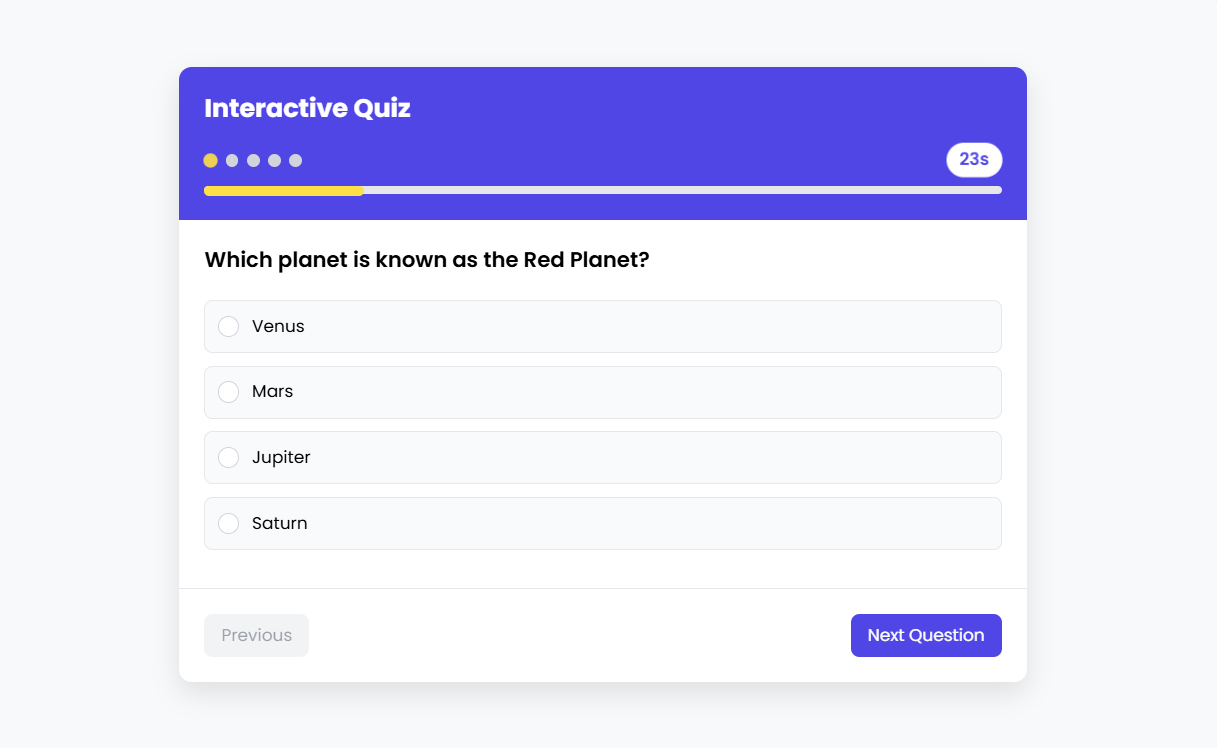 Interactive Quiz
23s
Which planet is known as the Red Planet?
Venus
Mars
Jupiter
Saturn
Previous
Next Question